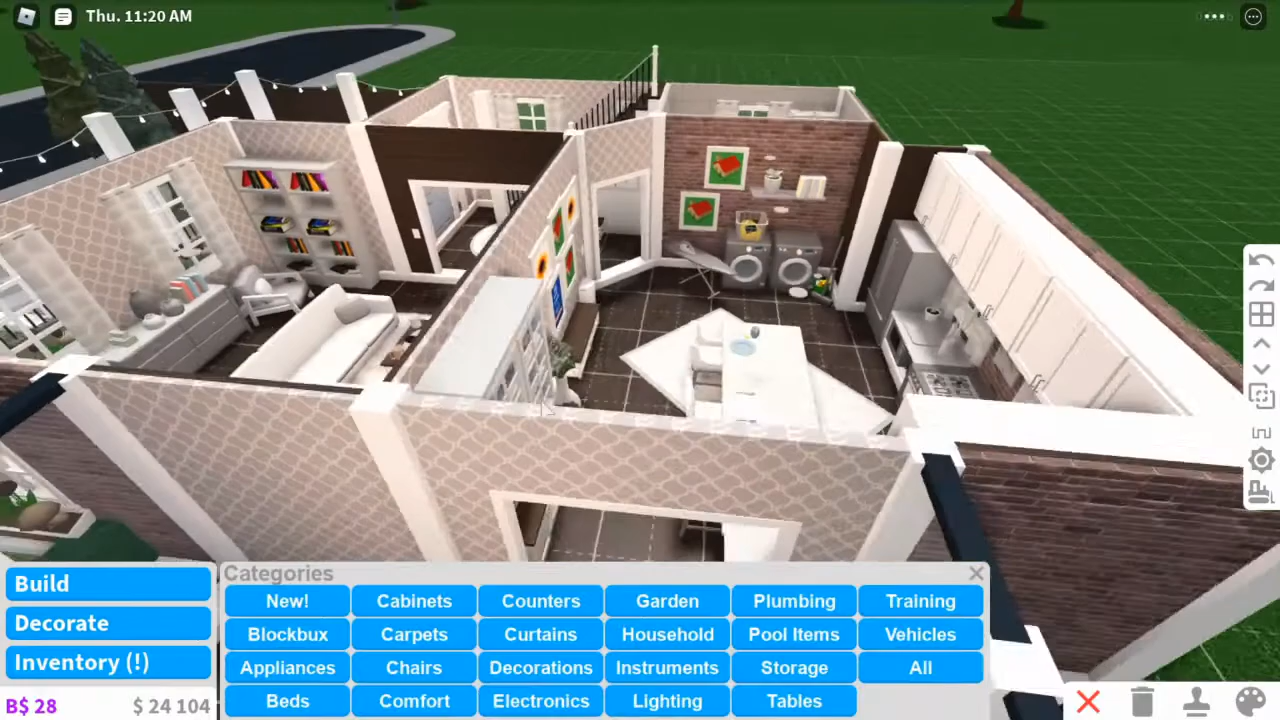 Thu. 11:20 AM
Build
Decorate
Inventory (!)
B$ 28 $ 24 104
Categories
New! Cabinets Counters Garden Plumbing Training
Blockbux Carpets Curtains Household Pool Items Vehicles
Appliances Chairs Decorations Instruments Storage All
Beds Comfort Electronics Lighting Tables